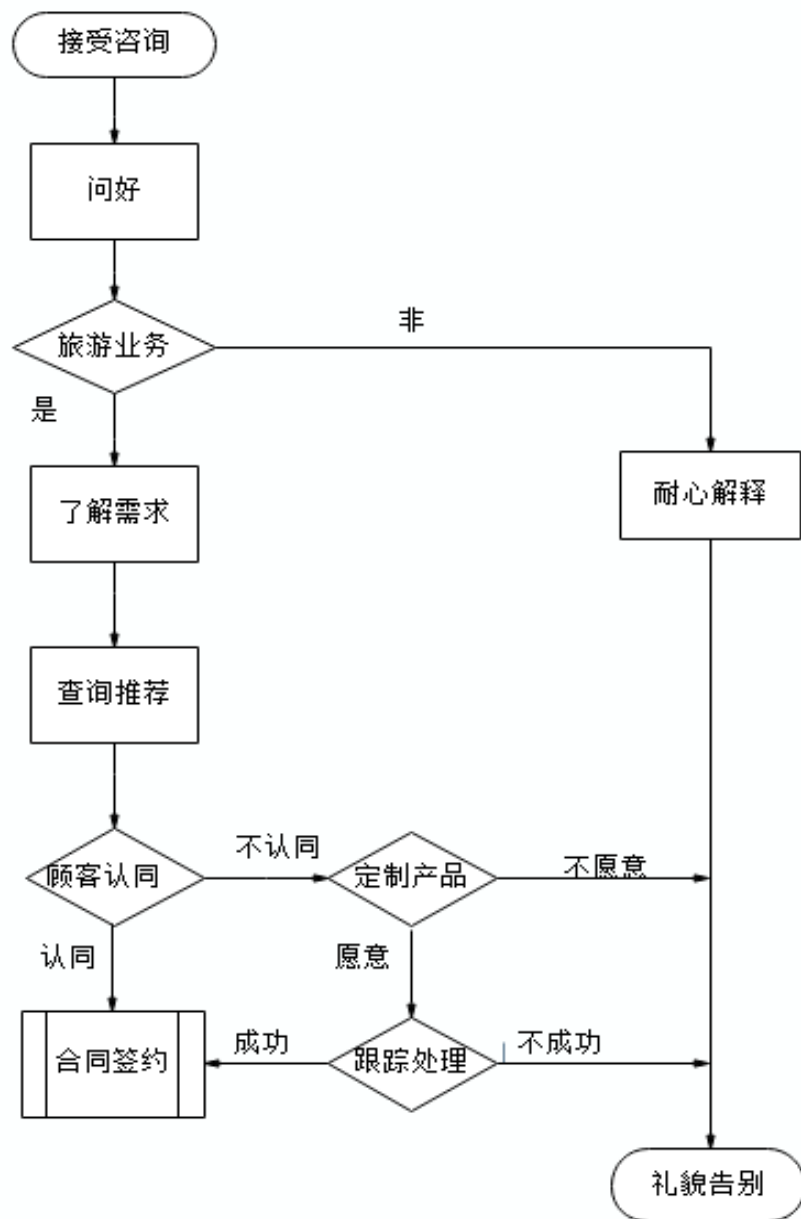 接受咨询
问好
非
旅游业务
是
了解需求
耐心解释
查询推荐
不认同
顾客认同
定制产品
不愿意
认同
愿意
合同签约
成功
跟踪处理
不成功
礼貌告别